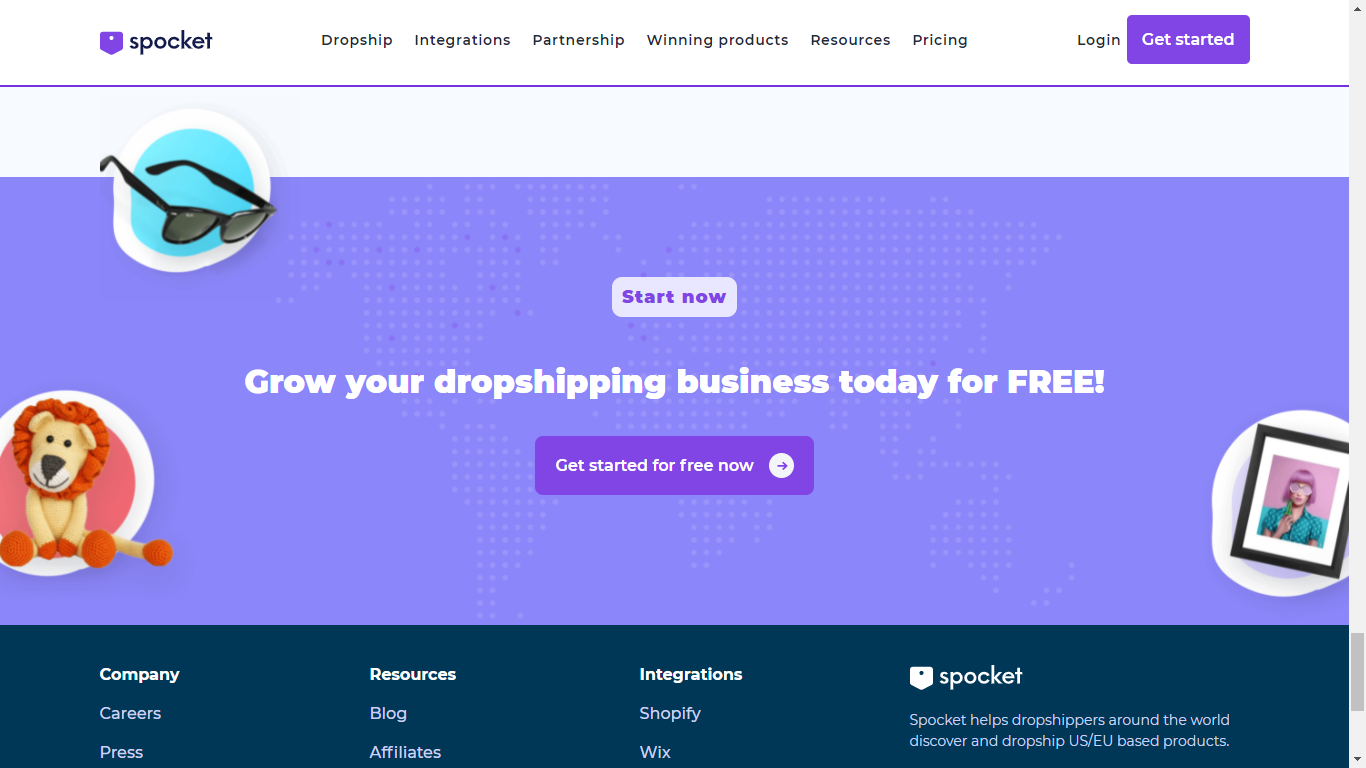 spocket
Dropship Integrations Partnership Winning products Resources Pricing
Login Get started
Start now
Grow your dropshipping business today for FREE!
Get started for free now
Company
Careers
Press
Resources
Blog
Affiliates
Integrations
Shopify
Wix
spocket
Spocket helps dropshippers around the world
discover and dropship US/EU based products.